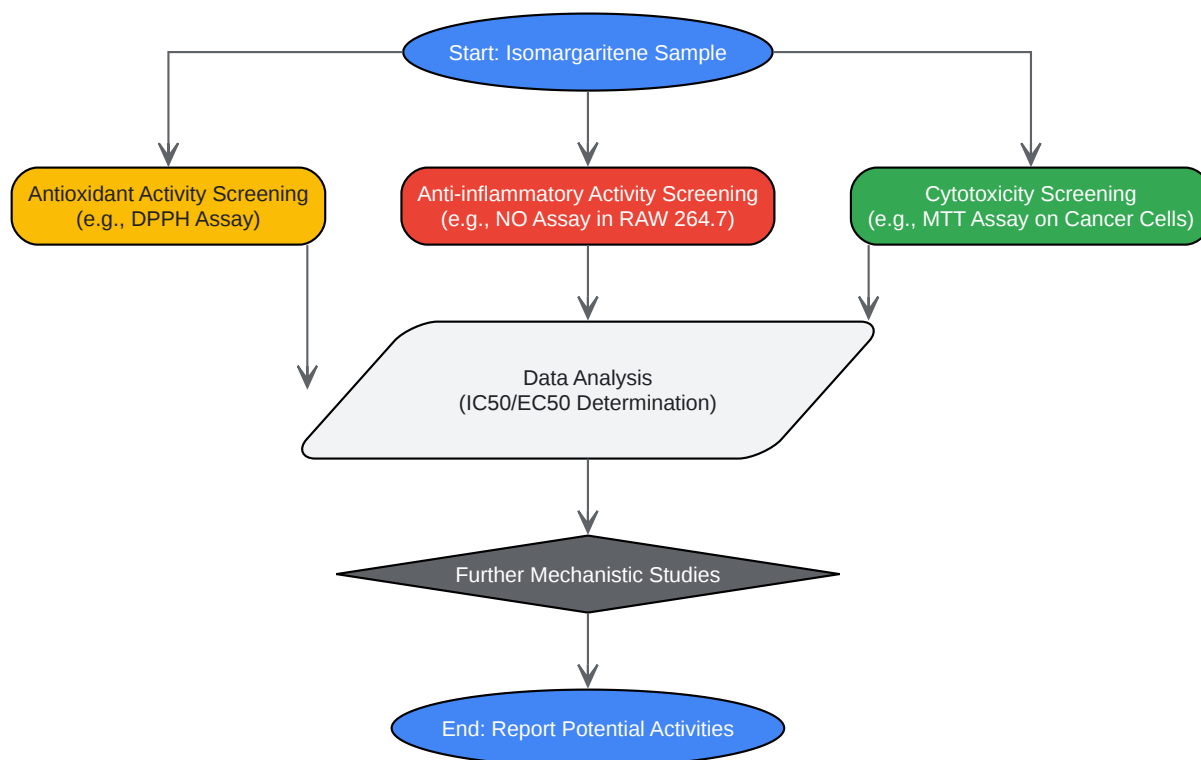 Start: Isomargaritene Sample
Antioxidant Activity Screening
(e.g., DPPH Assay)
Anti-inflammatory Activity Screening
(e.g., NO Assay in RAW 264.7)
Cytotoxicity Screening
(e.g., MTT Assay on Cancer Cells)
Data Analysis
(IC50/EC50 Determination)
Further Mechanistic Studies
End: Report Potential Activities